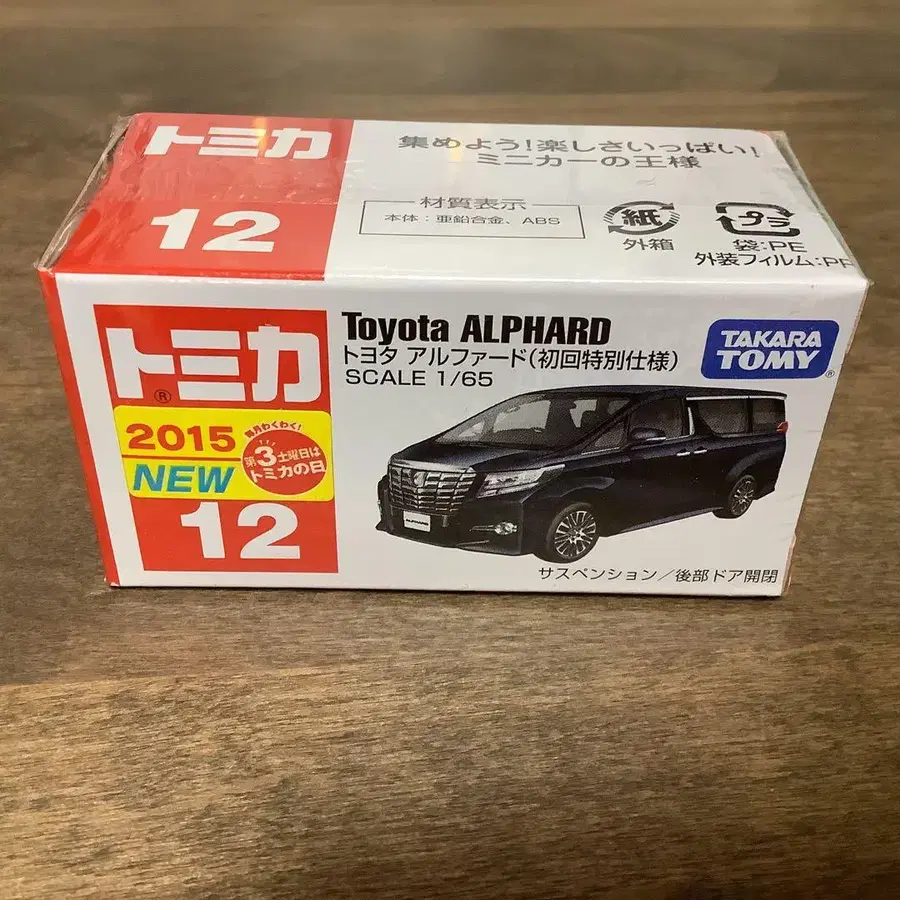 トミカ
12
集めよう!楽しさいっぱい!
ミニカーの王様
材質表示
本体:亜鉛合金、ABS
紙
外箱
プラ
袋:PE
外装フィルム:PP
トミカ®
2015
NEW
毎月わくわく!
第3土曜日は
トミカの日
12
Toyota ALPHARD
トヨタ アルファード(初回特別仕様)
SCALE 1/65
TAKARA
TOMY®
ALPHARD
サスペンション/後部ドア開閉